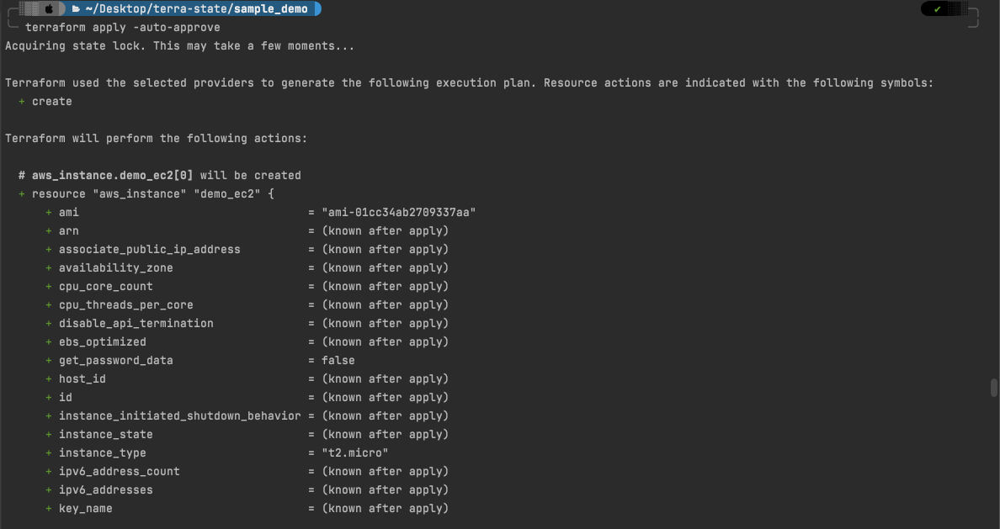 ~/Desktop/terra-state/sample_demo ✔
terraform apply -auto-approve
Acquiring state lock. This may take a few moments...
Terraform used the selected providers to generate the following execution plan. Resource actions are indicated with the following symbols:
+ create
Terraform will perform the following actions:
# aws_instance.demo_ec2[0] will be created
+ resource "aws_instance" "demo_ec2" {
+ ami = "ami-01cc34ab2709337aa"
+ arn = (known after apply)
+ associate_public_ip_address = (known after apply)
+ availability_zone = (known after apply)
+ cpu_core_count = (known after apply)
+ cpu_threads_per_core = (known after apply)
+ disable_api_termination = (known after apply)
+ ebs_optimized = (known after apply)
+ get_password_data = false
+ host_id = (known after apply)
+ id = (known after apply)
+ instance_initiated_shutdown_behavior = (known after apply)
+ instance_state = (known after apply)
+ instance_type = "t2.micro"
+ ipv6_address_count = (known after apply)
+ ipv6_addresses = (known after apply)
+ key_name = (known after apply)